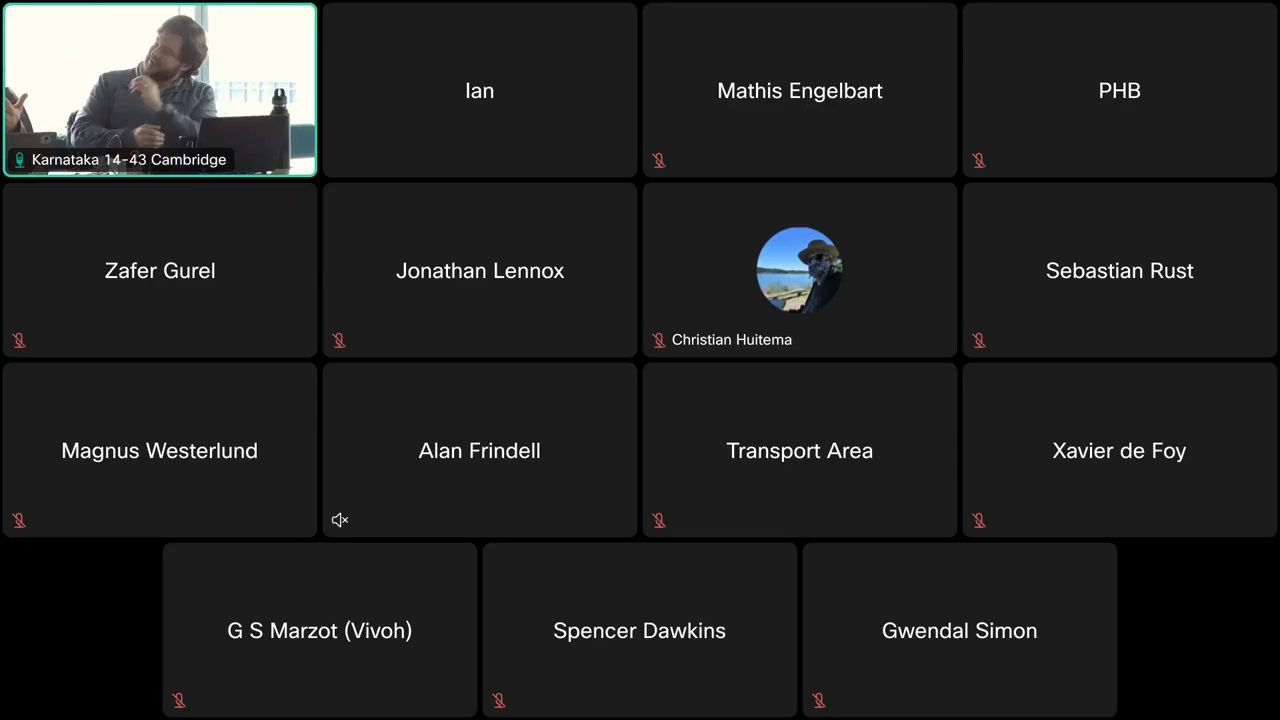 Karnataka 14-43 Cambridge
Ian
Mathis Engelbart
PHB
Zafer Gurel
Jonathan Lennox
Christian Huitema
Sebastian Rust
Magnus Westerlund
Alan Frindell
Transport Area
Xavier de Foy
G S Marzot (Vivoh)
Spencer Dawkins
Gwendal Simon